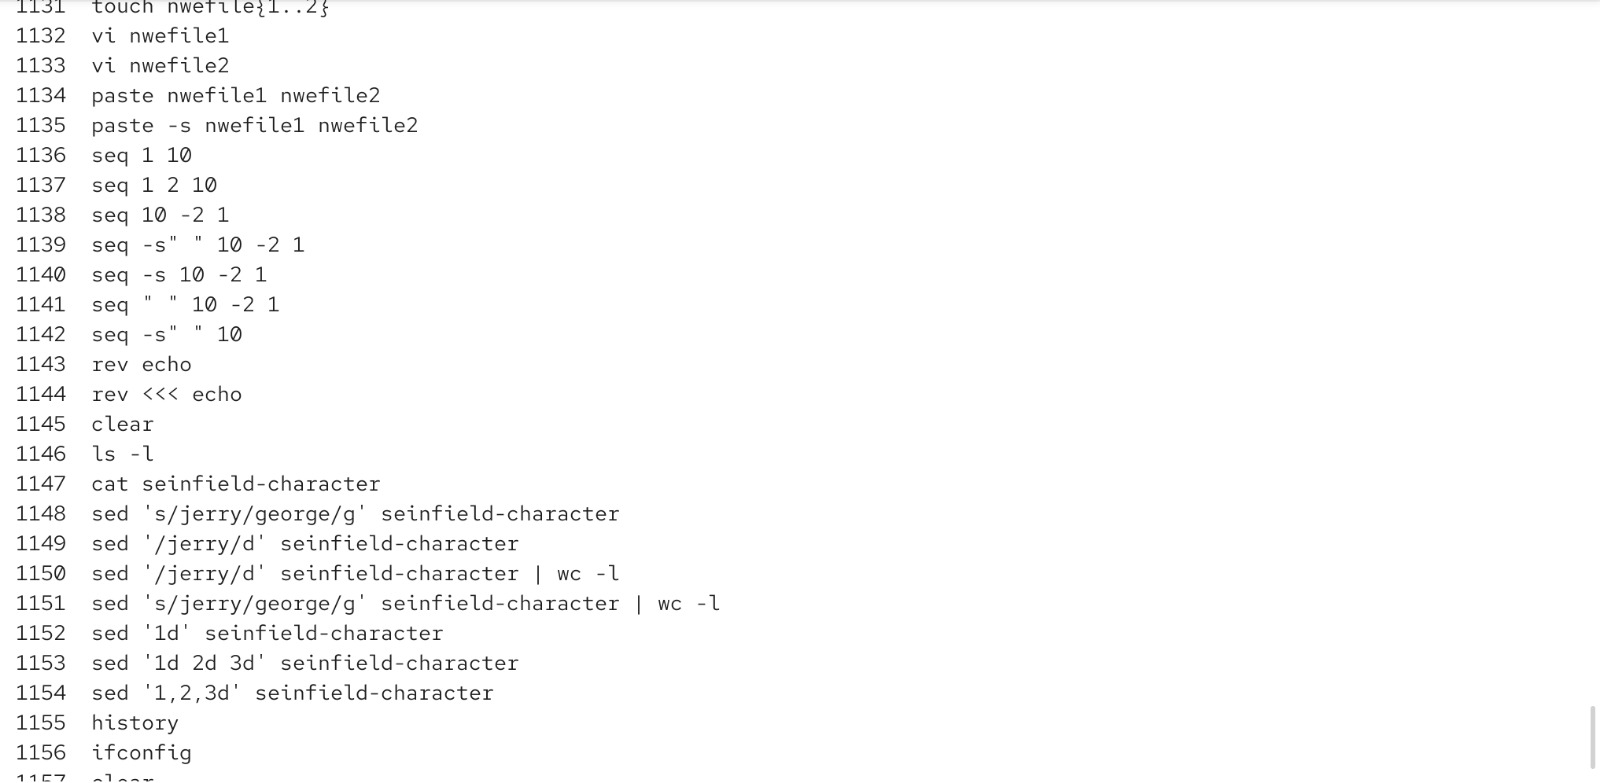 1131 touch nwefile{1..2}
1132 vi nwefile1
1133 vi nwefile2
1134 paste nwefile1 nwefile2
1135 paste -s nwefile1 nwefile2
1136 seq 1 10
1137 seq 1 2 10
1138 seq 10 -2 1
1139 seq -s" " 10 -2 1
1140 seq -s 10 -2 1
1141 seq " " 10 -2 1
1142 seq -s" " 10
1143 rev echo
1144 rev <<< echo
1145 clear
1146 ls -l
1147 cat seinfield-character
1148 sed 's/jerry/george/g' seinfield-character
1149 sed '/jerry/d' seinfield-character
1150 sed '/jerry/d' seinfield-character | wc -l
1151 sed 's/jerry/george/g' seinfield-character | wc -l
1152 sed '1d' seinfield-character
1153 sed '1d 2d 3d' seinfield-character
1154 sed '1,2,3d' seinfield-character
1155 history
1156 ifconfig
1157 clear